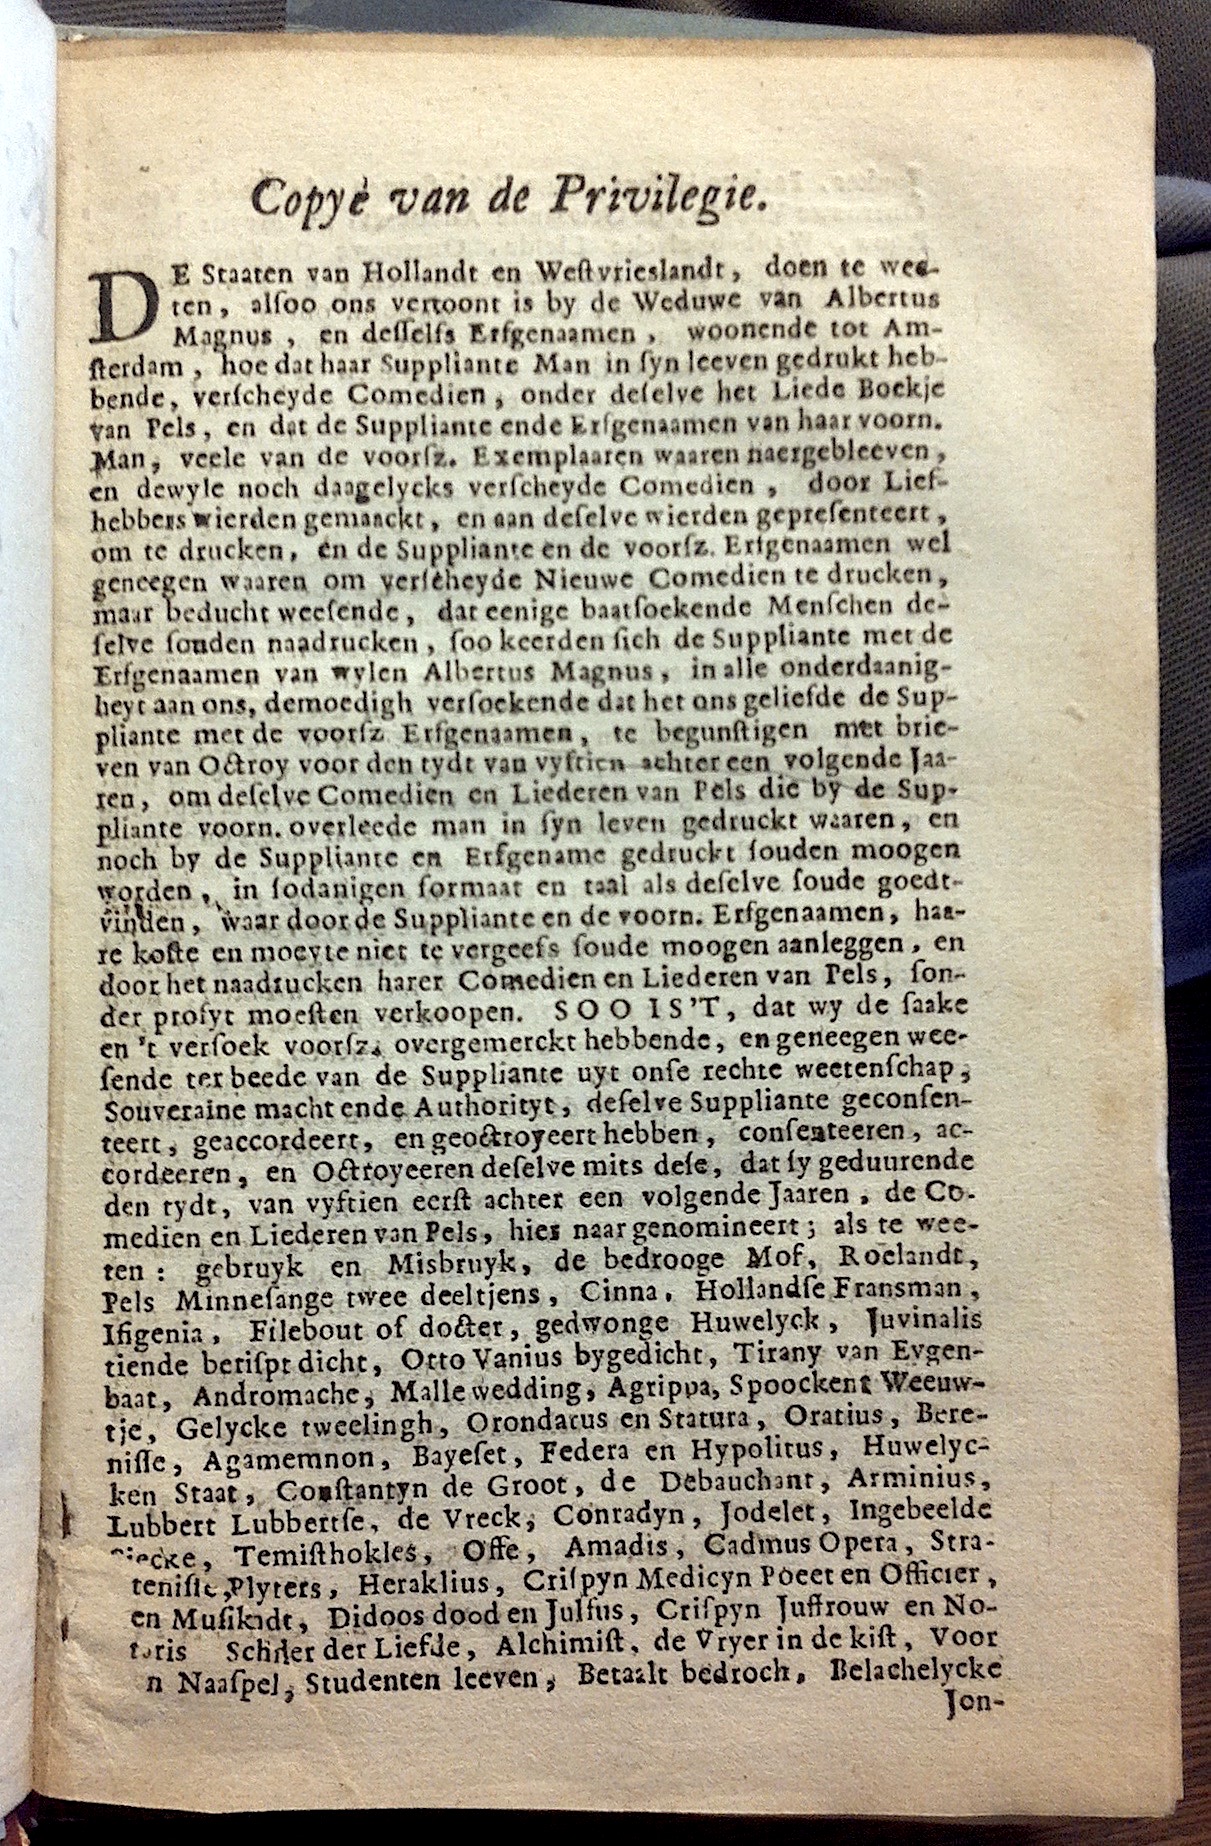 Copye van de Privilegie.
DE Staaten van Hollandt en Westvrieslandt, doen te wee-
ten, alsoo ons vertoont is by de Weduwe van Albertus
Magnus, en desselfs Erfgenaamen, woonende tot Am-
sterdam, hoe dat haar Suppliante Man in syn leeven gedrukt heb-
bende, verscheyde Comedien, onder deselve het Liede Boekje
van Pels, en dat de Suppliante ende Erfgenaamen van haar voorn.
Man, veele van de voorsz. Exemplaaren waaren naergebleeven,
en dewyle noch daagelycks verscheyde Comedien, door Lief-
hebbers wierden gemaackt, en aan deselve wierden gepresenteert,
om te drucken, en de Suppliante en de voorsz. Erfgenaamen wel
geneegen waaren om verscheyde Nieuwe Comedien te drucken,
maar beducht weesende, dat eenige baatsoekende Menschen de-
selve souden naadrucken, soo keerden sich de Suppliante met de
Erfgenaamen van wylen Albertus Magnus, in alle onderdaanig-
heyt aan ons, demoedigh versoekende dat het ons geliefde de Sup-
pliante met de voorsz Erfgenaamen, te begunstigen met brie-
ven van Octroy voor den tydt van vyftien achter een volgende Jaa-
ren, om deselve Comedien en Liederen van Pels die by de Sup-
pliante voorn. overleede man in syn leven gedruckt waaren, en
noch by de Suppliante en Erfgename gedruckt souden moogen
worden, in sodanigen formaat en taal als deselve soude goedt-
vinden, waar door de Suppliante en de voorn. Erfgenaamen, haa-
re koste en moeyte niet te vergeefs soude moogen aanleggen, en
door het naadrucken harer Comedien en Liederen van Pels, son-
der profyt moesten verkoopen. SOO IS'T, dat wy de saake
en 't versoek voorsz. overgemerckt hebbende, en geneegen wee-
sende ter beede van de Suppliante uyt onse rechte weetenschap,
Souveraine macht ende Authorityt, deselve Suppliante geconsen-
teert, geaccordeert, en geoctroyeert hebben, consenteeren, ac-
cordeeren, en Octroyeeren deselve mits dese, dat sy geduurende
den tydt, van vyftien eerst achter een volgende Jaaren, de Co-
medien en Liederen van Pels, hier naar genomineert; als te wee-
ten: gebruyk en Misbruyk, de bedrooge Mof, Roelandt,
Pels Minnesange twee deeltjens, Cinna, Hollandse Fransman,
Ifigenia, Filebout of docter, gedwonge Huwelyck, Juvinalis
tiende berispt dicht, Otto Vanius bygedicht, Tirany van Eygen-
baat, Andromache, Malle wedding, Agrippa, Spoockent Weeuw-
tje, Gelycke tweelingh, Orondatus en Statura, Oratius, Bere-
nisse, Agamemnon, Bayeset, Federa en Hypolitus, Huwelyc-
ken Staat, Constantyn de Groot, de Debauchant, Arminius,
Lubbert Lubbertse, de Vreck, Conradyn, Jodelet, Ingebeelde
Siecke, Temisthokles, Offe, Amadis, Cadmus Opera, Stra-
tenisse, Plyters, Heraklius, Crispyn Medicyn Poeet en Officier,
en Musikadt, Didoos dood en Julfus, Crispyn Juffrouw en No-
taris Schder der Liefde, Alchimist, de Vryer in de kist, Voor
n Naaspel, Studenten leeven, Betaalt bedroch, Belachelycke
Jon-